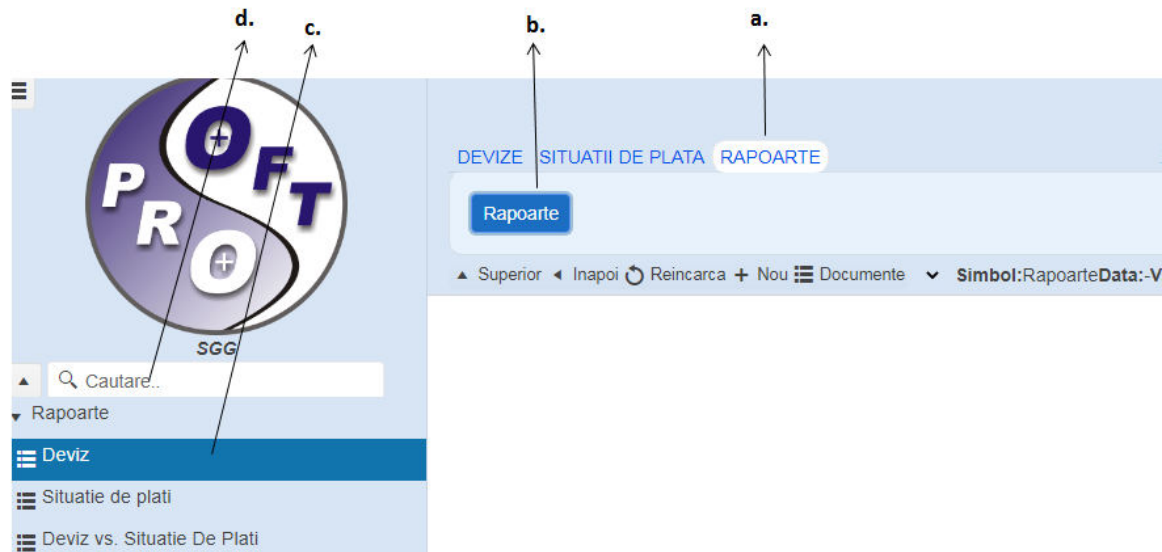 d.
c.
b.
a.
PRO
SOFT
SGG
DEVIZE SITUATII DE PLATA RAPOARTE
Rapoarte
Superior Inapoi Reincarca Nou Documente Simbol:RapoarteData:-V
Cautare..
Rapoarte
Deviz
Situatie de plati
Deviz vs. Situatie De Plati